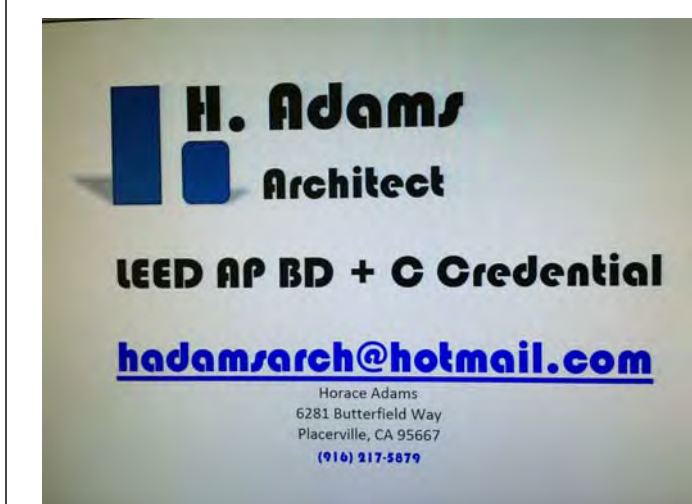 H. Adams
Architect
LEED AP BD + C Credential
hadamsarch@hotmail.com
Horace Adams
6281 Butterfield Way
Placerville, CA 95667
(916) 217-5879